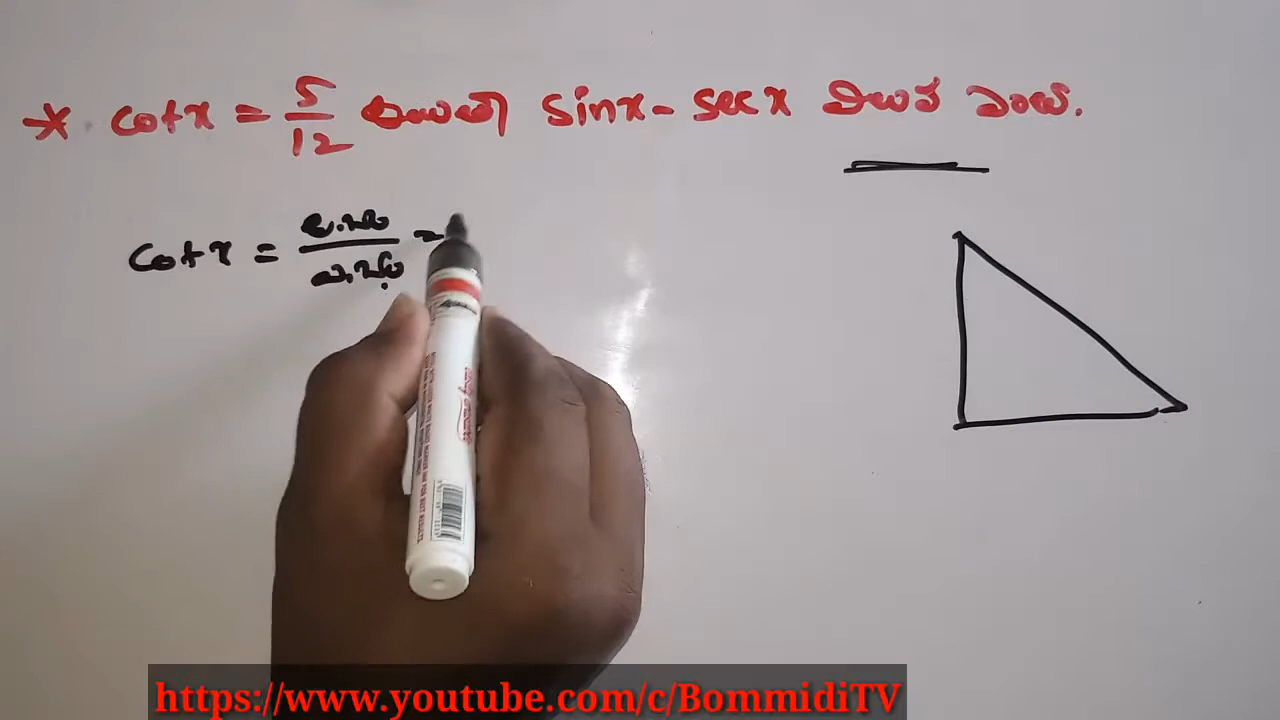 * cotx = 5/12 అయితే sinx - secx విలువ ఎంత.
cotx = ఆ.భు/ఎ.భు =
https://www.youtube.com/c/BommidiTV